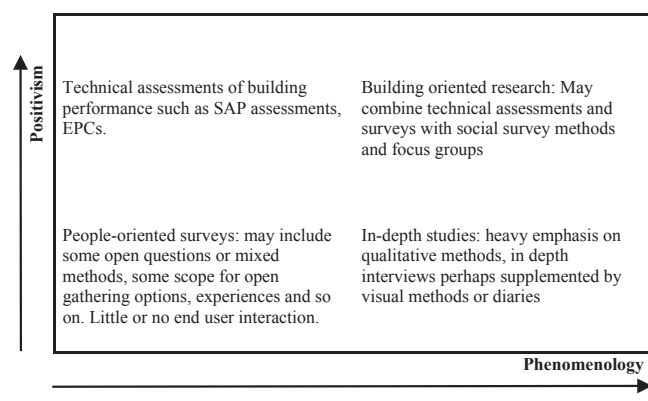 Positivism
Technical assessments of building
performance such as SAP assessments,
EPCs.
Building oriented research: May
combine technical assessments and
surveys with social survey methods
and focus groups
People-oriented surveys: may include
some open questions or mixed
methods, some scope for open
gathering options, experiences and so
on. Little or no end user interaction.
In-depth studies: heavy emphasis on
qualitative methods, in depth
interviews perhaps supplemented by
visual methods or diaries
Phenomenology